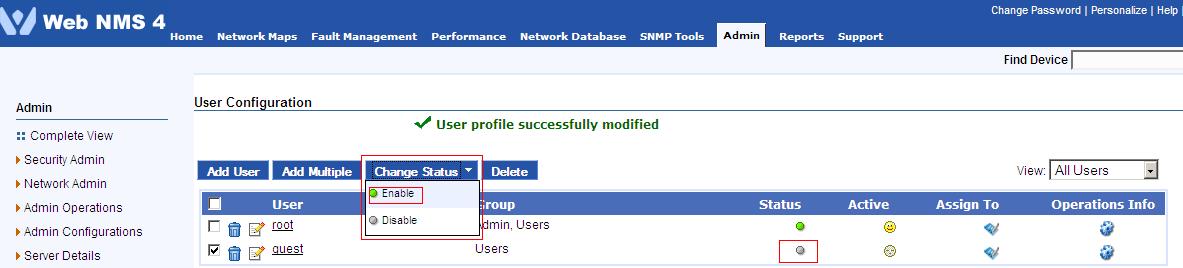 Web NMS 4
Change Password | Personalize | Help |
Home Network Maps Fault Management Performance Network Database SNMP Tools Admin Reports Support
Find Device
Admin
Complete View
Security Admin
Network Admin
Admin Operations
Admin Configurations
Server Details
User Configuration
User profile successfully modified
Add User Add Multiple Change Status Delete
View: All Users
Enable
Disable
User Group Status Active Assign To Operations Info
root Admin, Users
guest Users